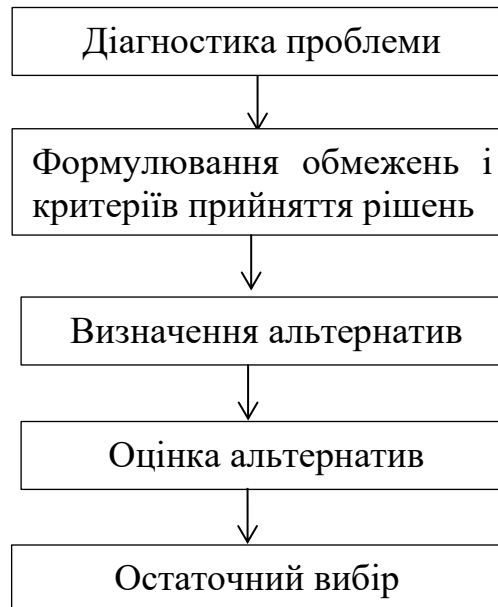 Діагностика проблеми
Формулювання обмежень і
критеріїв прийняття рішень
Визначення альтернатив
Оцінка альтернатив
Остаточний вибір